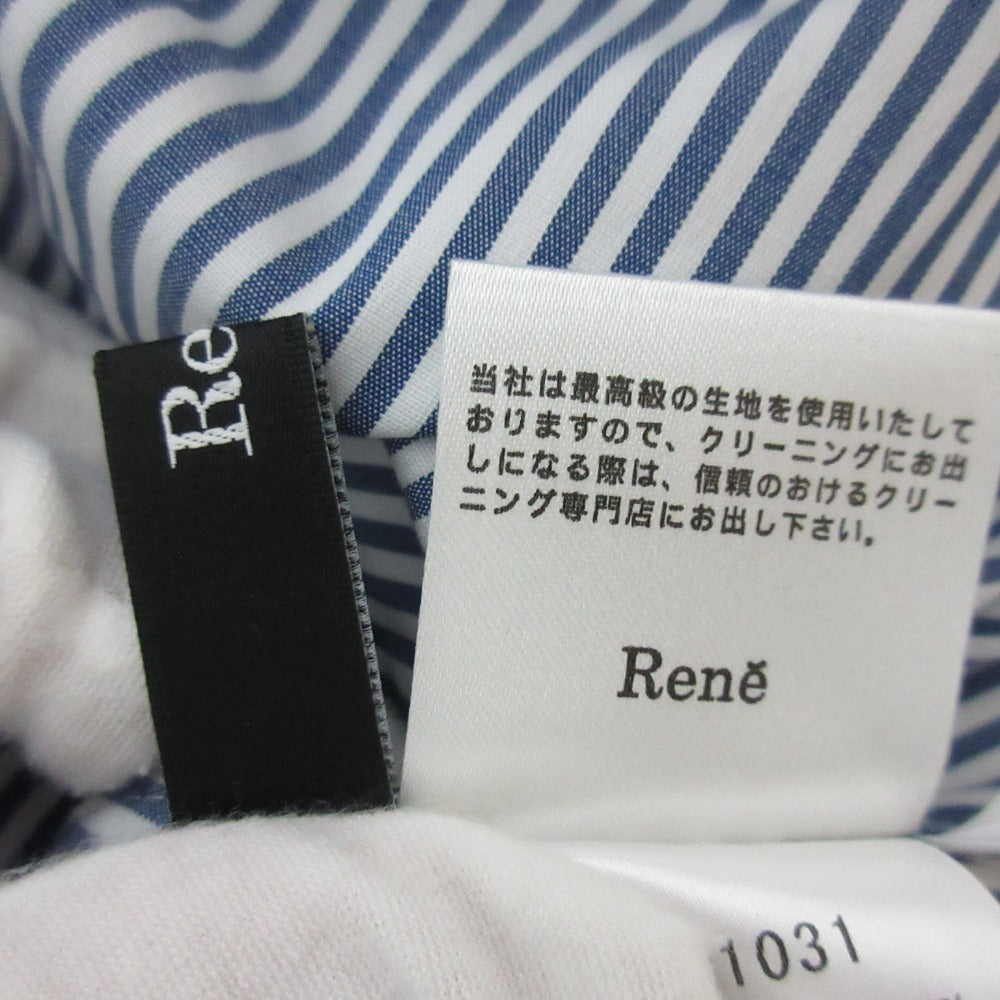 Re
当社は最高級の生地を使用いたして
おりますので、クリーニングにお出
しになる際は、信頼のおけるクリー
ニング専門店にお出し下さい。
Reně
1031